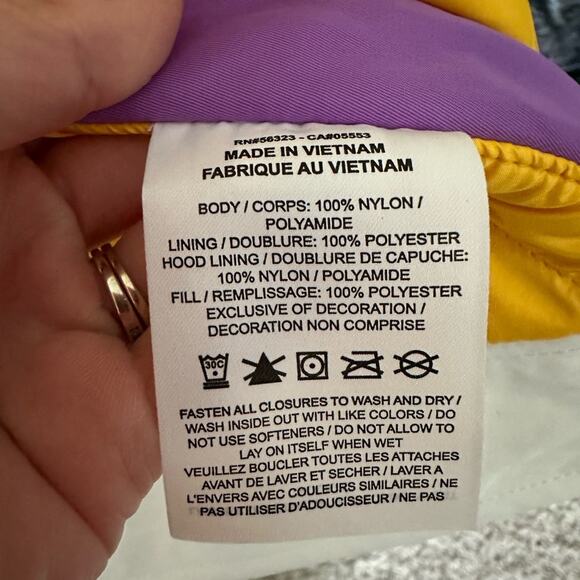 RN#56323 - CA#05553
MADE IN VIETNAM
FABRIQUE AU VIETNAM
BODY / CORPS: 100% NYLON /
POLYAMIDE
LINING / DOUBLURE: 100% POLYESTER
HOOD LINING / DOUBLURE DE CAPUCHE:
100% NYLON / POLYAMIDE
FILL / REMPLISSAGE: 100% POLYESTER
EXCLUSIVE OF DECORATION /
DECORATION NON COMPRISE
30C
FASTEN ALL CLOSURES TO WASH AND DRY /
WASH INSIDE OUT WITH LIKE COLORS / DO
NOT USE SOFTENERS / DO NOT ALLOW TO
LAY ON ITSELF WHEN WET
VEUILLEZ BOUCLER TOUTES LES ATTACHES
AVANT DE LAVER ET SECHER / LAVER A
L'ENVERS AVEC COULEURS SIMILAIRES / NE
PAS UTILISER D'ADOUCISSEUR / NE PAS